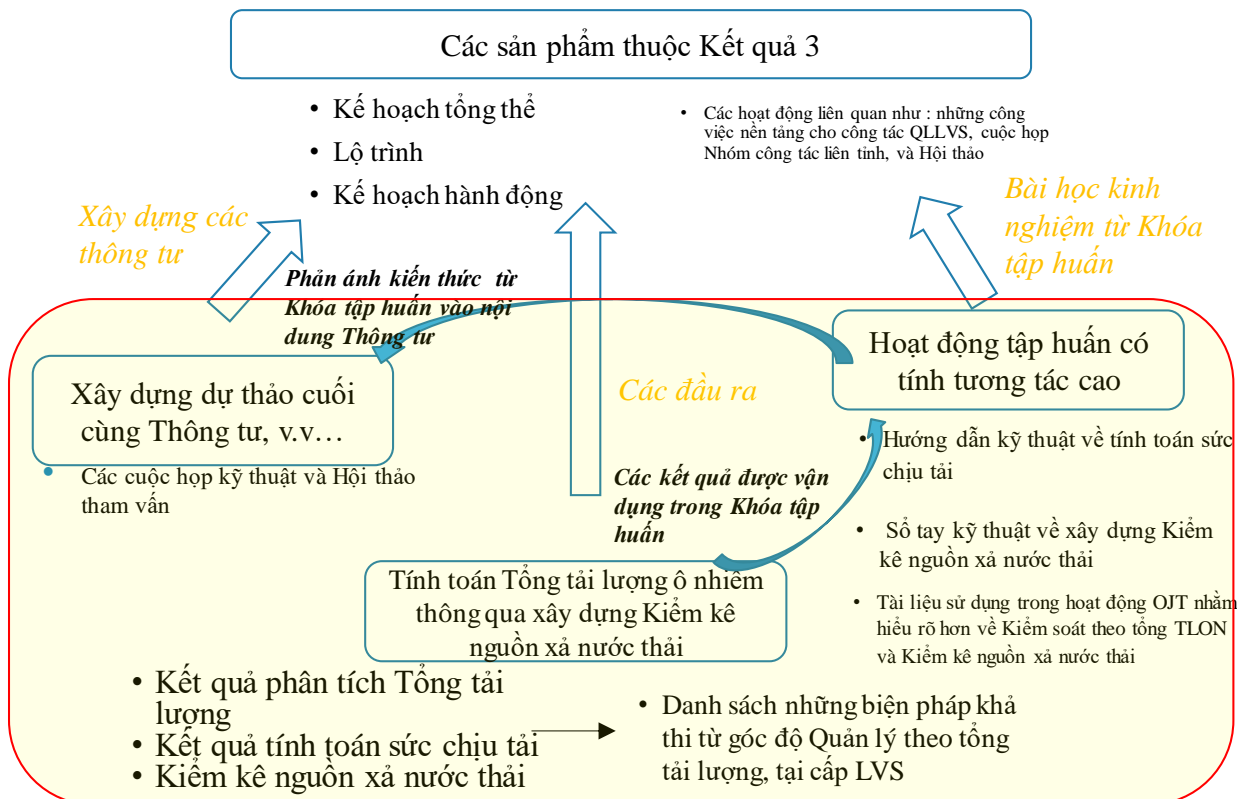 Các sản phẩm thuộc Kết quả 3
• Kế hoạch tổng thể
• Lộ trình
• Kế hoạch hành động
• Các hoạt động liên quan như : những công
việc nền tảng cho công tác QLLVS, cuộc họp
Nhóm công tác liên tỉnh, và Hội thảo
Xây dựng các
thông tư
Bài học kinh
nghiệm từ Khóa
tập huấn
Phản ánh kiến thức từ
Khóa tập huấn vào nội
dung Thông tư
Hoạt động tập huấn có
tính tương tác cao
Xây dựng dự thảo cuối
cùng Thông tư, v.v…
Các đầu ra
• Các cuộc họp kỹ thuật và Hội thảo
tham vấn
• Hướng dẫn kỹ thuật về tính toán sức
chịu tải
Các kết quả được vận
dụng trong Khóa tập
huấn
• Sổ tay kỹ thuật về xây dựng Kiểm
kê nguồn xả nước thải
Tính toán Tổng tải lượng ô nhiễm
thông qua xây dựng Kiểm kê
nguồn xả nước thải
• Tài liệu sử dụng trong hoạt động OJT nhằm
hiểu rõ hơn về Kiểm soát theo tổng TLON
và Kiểm kê nguồn xả nước thải
• Kết quả phân tích Tổng tải
lượng
• Kết quả tính toán sức chịu tải
• Kiểm kê nguồn xả nước thải
• Danh sách những biện pháp khả
thi từ góc độ Quản lý theo tổng
tải lượng, tại cấp LVS